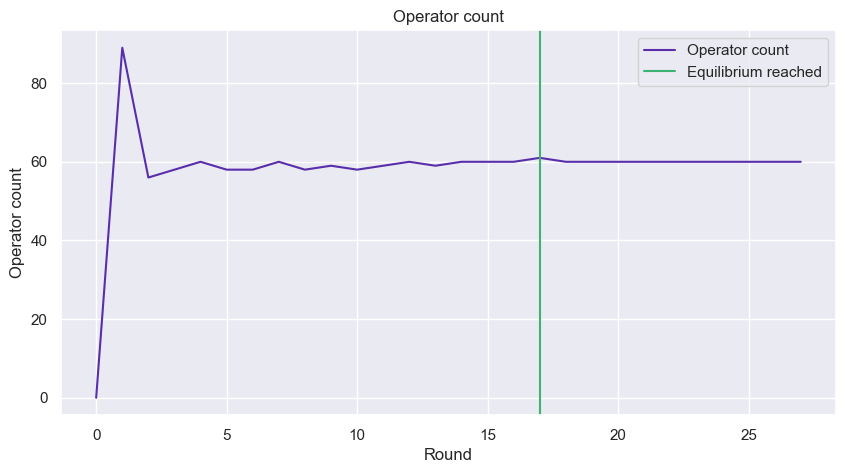 Operator count
Operator count
Equilibrium reached
Operator count
80
60
40
20
0
0 5 10 15 20 25
Round